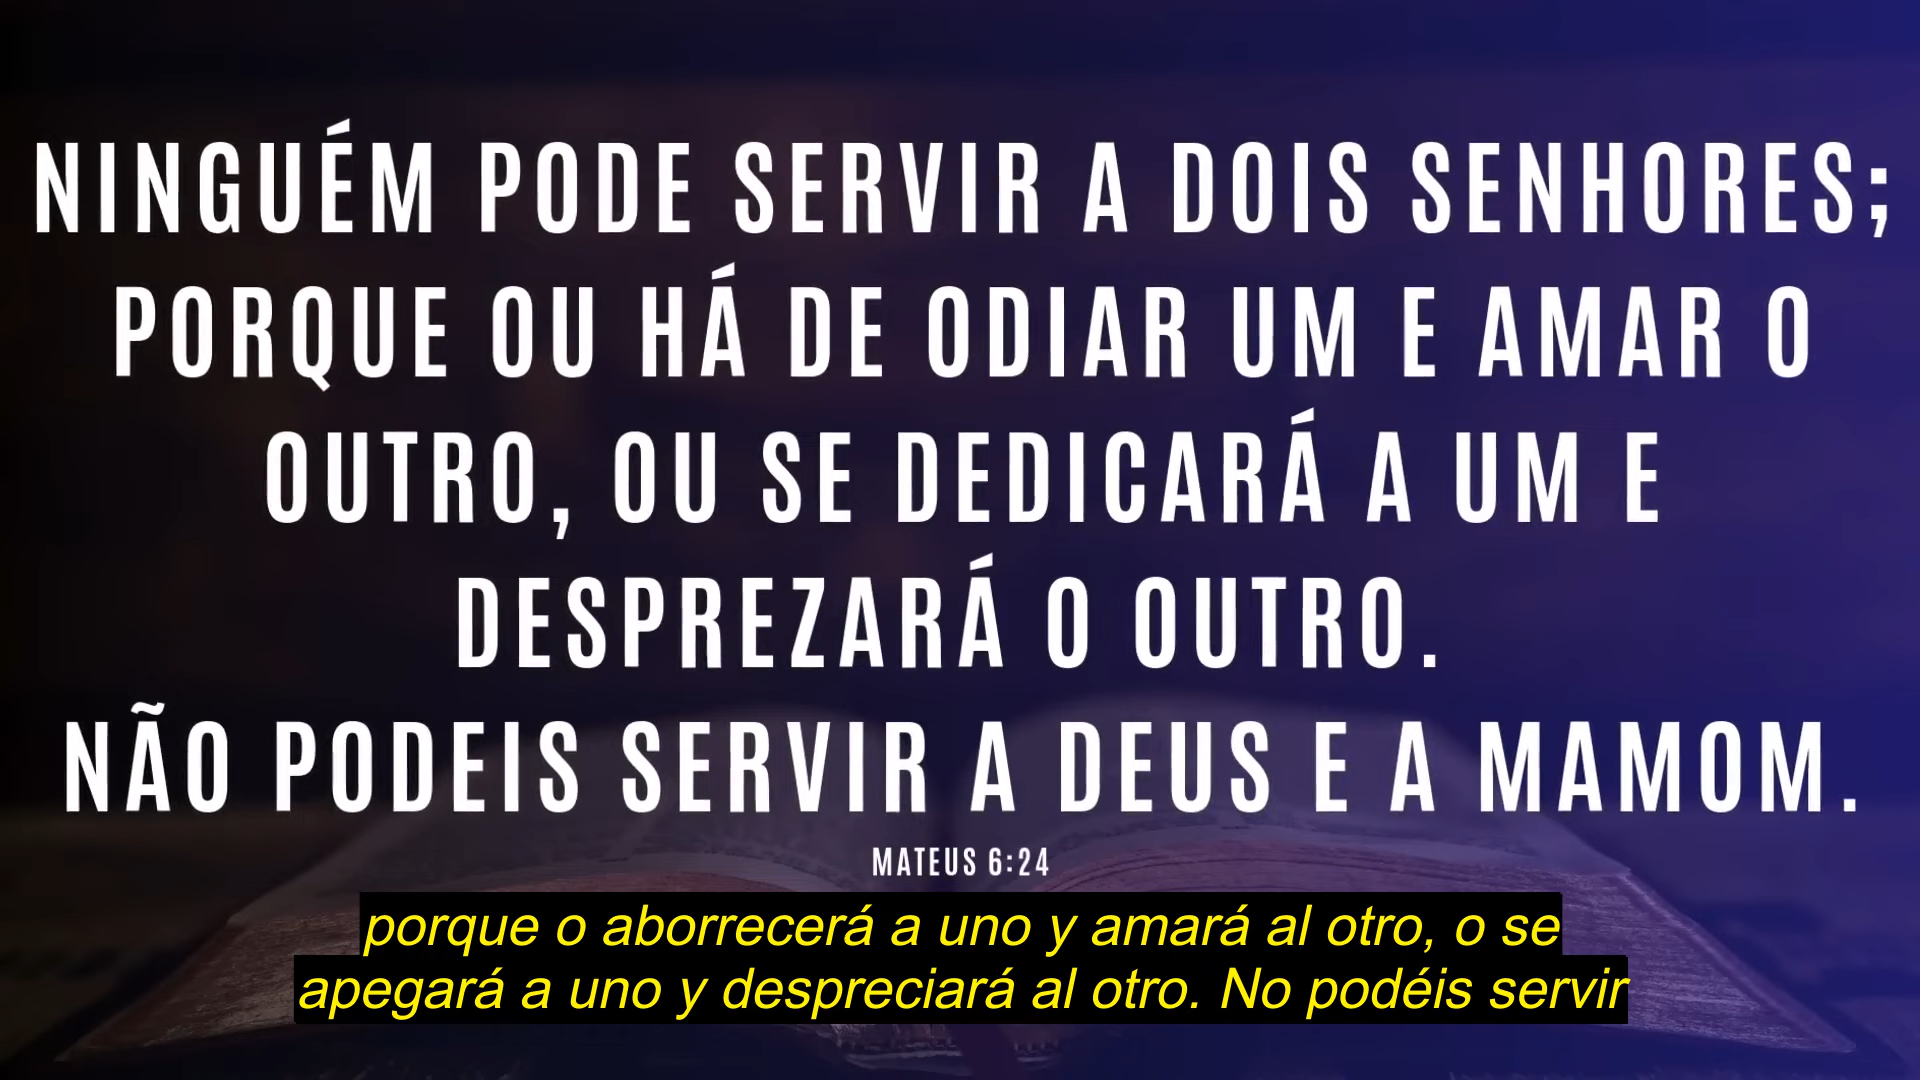 NINGUÉM PODE SERVIR A DOIS SENHORES;
PORQUE OU HÁ DE ODIAR UM E AMAR O
OUTRO, OU SE DEDICARÁ A UM E
DESPREZARÁ O OUTRO.
NÃO PODEIS SERVIR A DEUS E A MAMOM.
MATEUS 6:24
porque o aborrecerá a uno y amará al otro, o se
apegará a uno y despreciará al otro. No podéis servir